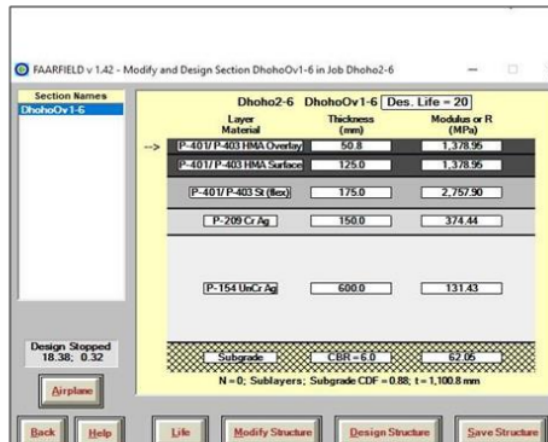 FAARFIELD v 1.42 - Modify and Design Section DhohoOv1-6 in Job Dhoho2-6
Section Names
DhohoOv1-6
Dhoho2-6 DhohoOv1-6 Des. Life = 20
Layer Material Thickness (mm) Modulus or R (MPa)
--> P-401/ P-403 HMA Overlay 50.8 1,378.95
P-401/ P-403 HMA Surface 125.0 1,378.95
P-401/ P-403 St (flex) 175.0 2,757.90
P-209 Cr Ag 150.0 374.44
P-154 UnCr Ag 600.0 131.43
Subgrade CBR = 6.0 62.05
N = 0; Sublayers; Subgrade CDF = 0.88; t = 1,100.8 mm
Design Stopped
18.38; 0.32
Airplane
Back Help Life Modify Structure Design Structure Save Structure